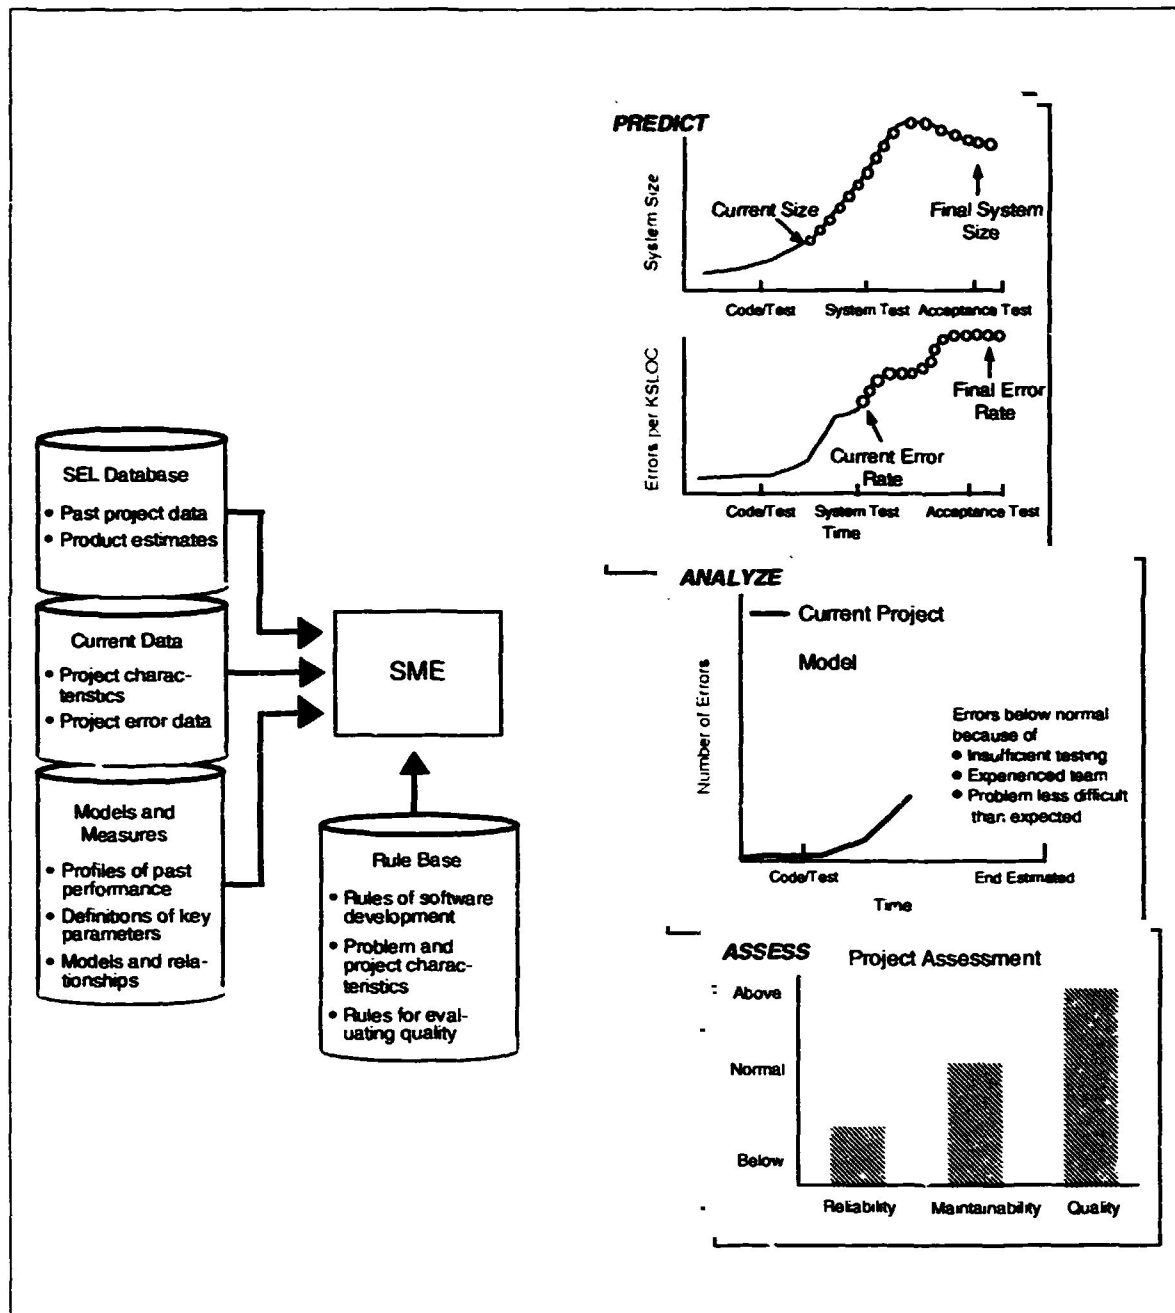 SEL Database
• Past project data
• Product estimates
Current Data
• Project charac-
teristics
• Project error data
Models and
Measures
• Profiles of past
performance
• Definitions of key
parameters
• Models and rela-
tionships
SME
Rule Base
• Rules of software
development
• Problem and
project charac-
teristics
• Rules for eval-
uating quality
PREDICT
System Size
Current Size
Final System
Size
Code/Test
System Test
Acceptance Test
Errors per KSLOC
Current Error
Rate
Final Error
Rate
Code/Test
System Test
Acceptance Test
Time
ANALYZE
Current Project
Model
Number of Errors
Errors below normal
because of
• Insufficient testing
• Experienced team
• Problem less difficult
than expected
Code/Test
End Estimated
Time
ASSESS
Project Assessment
Above
Normal
Below
Reliability
Maintainability
Quality